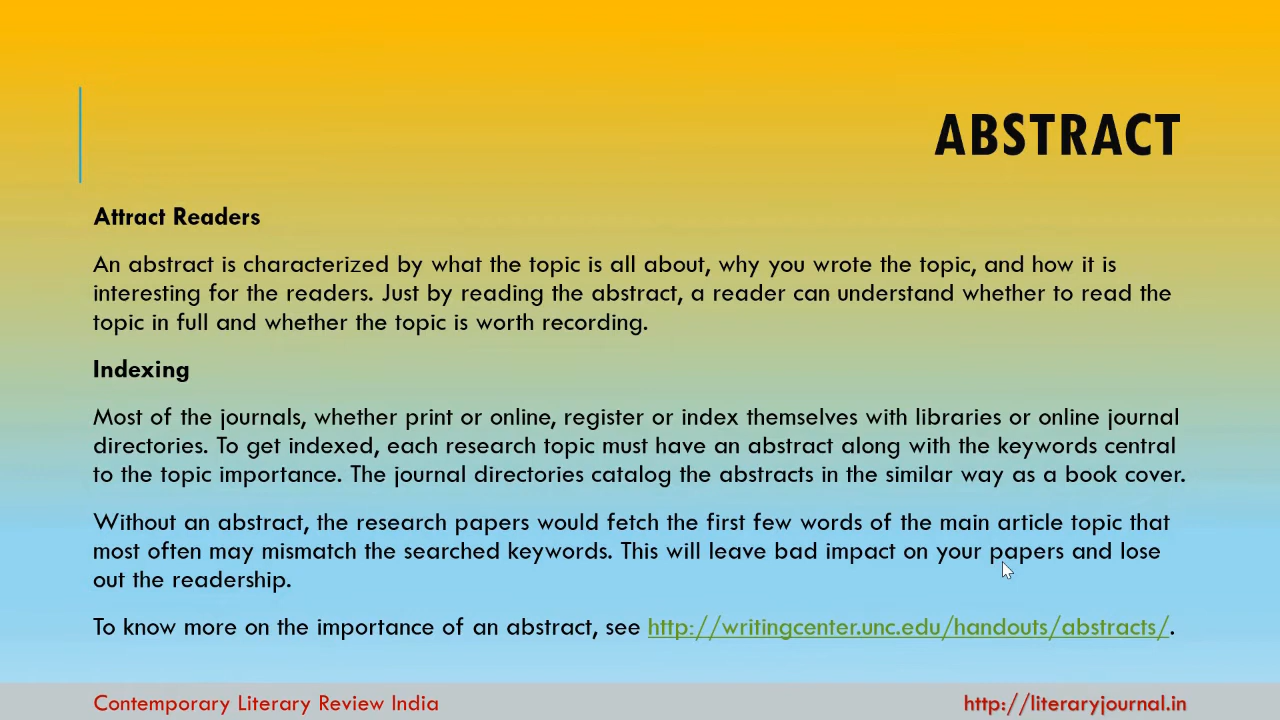 ABSTRACT
Attract Readers
An abstract is characterized by what the topic is all about, why you wrote the topic, and how it is
interesting for the readers. Just by reading the abstract, a reader can understand whether to read the
topic in full and whether the topic is worth recording.
Indexing
Most of the journals, whether print or online, register or index themselves with libraries or online journal
directories. To get indexed, each research topic must have an abstract along with the keywords central
to the topic importance. The journal directories catalog the abstracts in the similar way as a book cover.
Without an abstract, the research papers would fetch the first few words of the main article topic that
most often may mismatch the searched keywords. This will leave bad impact on your papers and lose
out the readership.
To know more on the importance of an abstract, see http://writingcenter.unc.edu/handouts/abstracts/.
Contemporary Literary Review India
http://literaryjournal.in